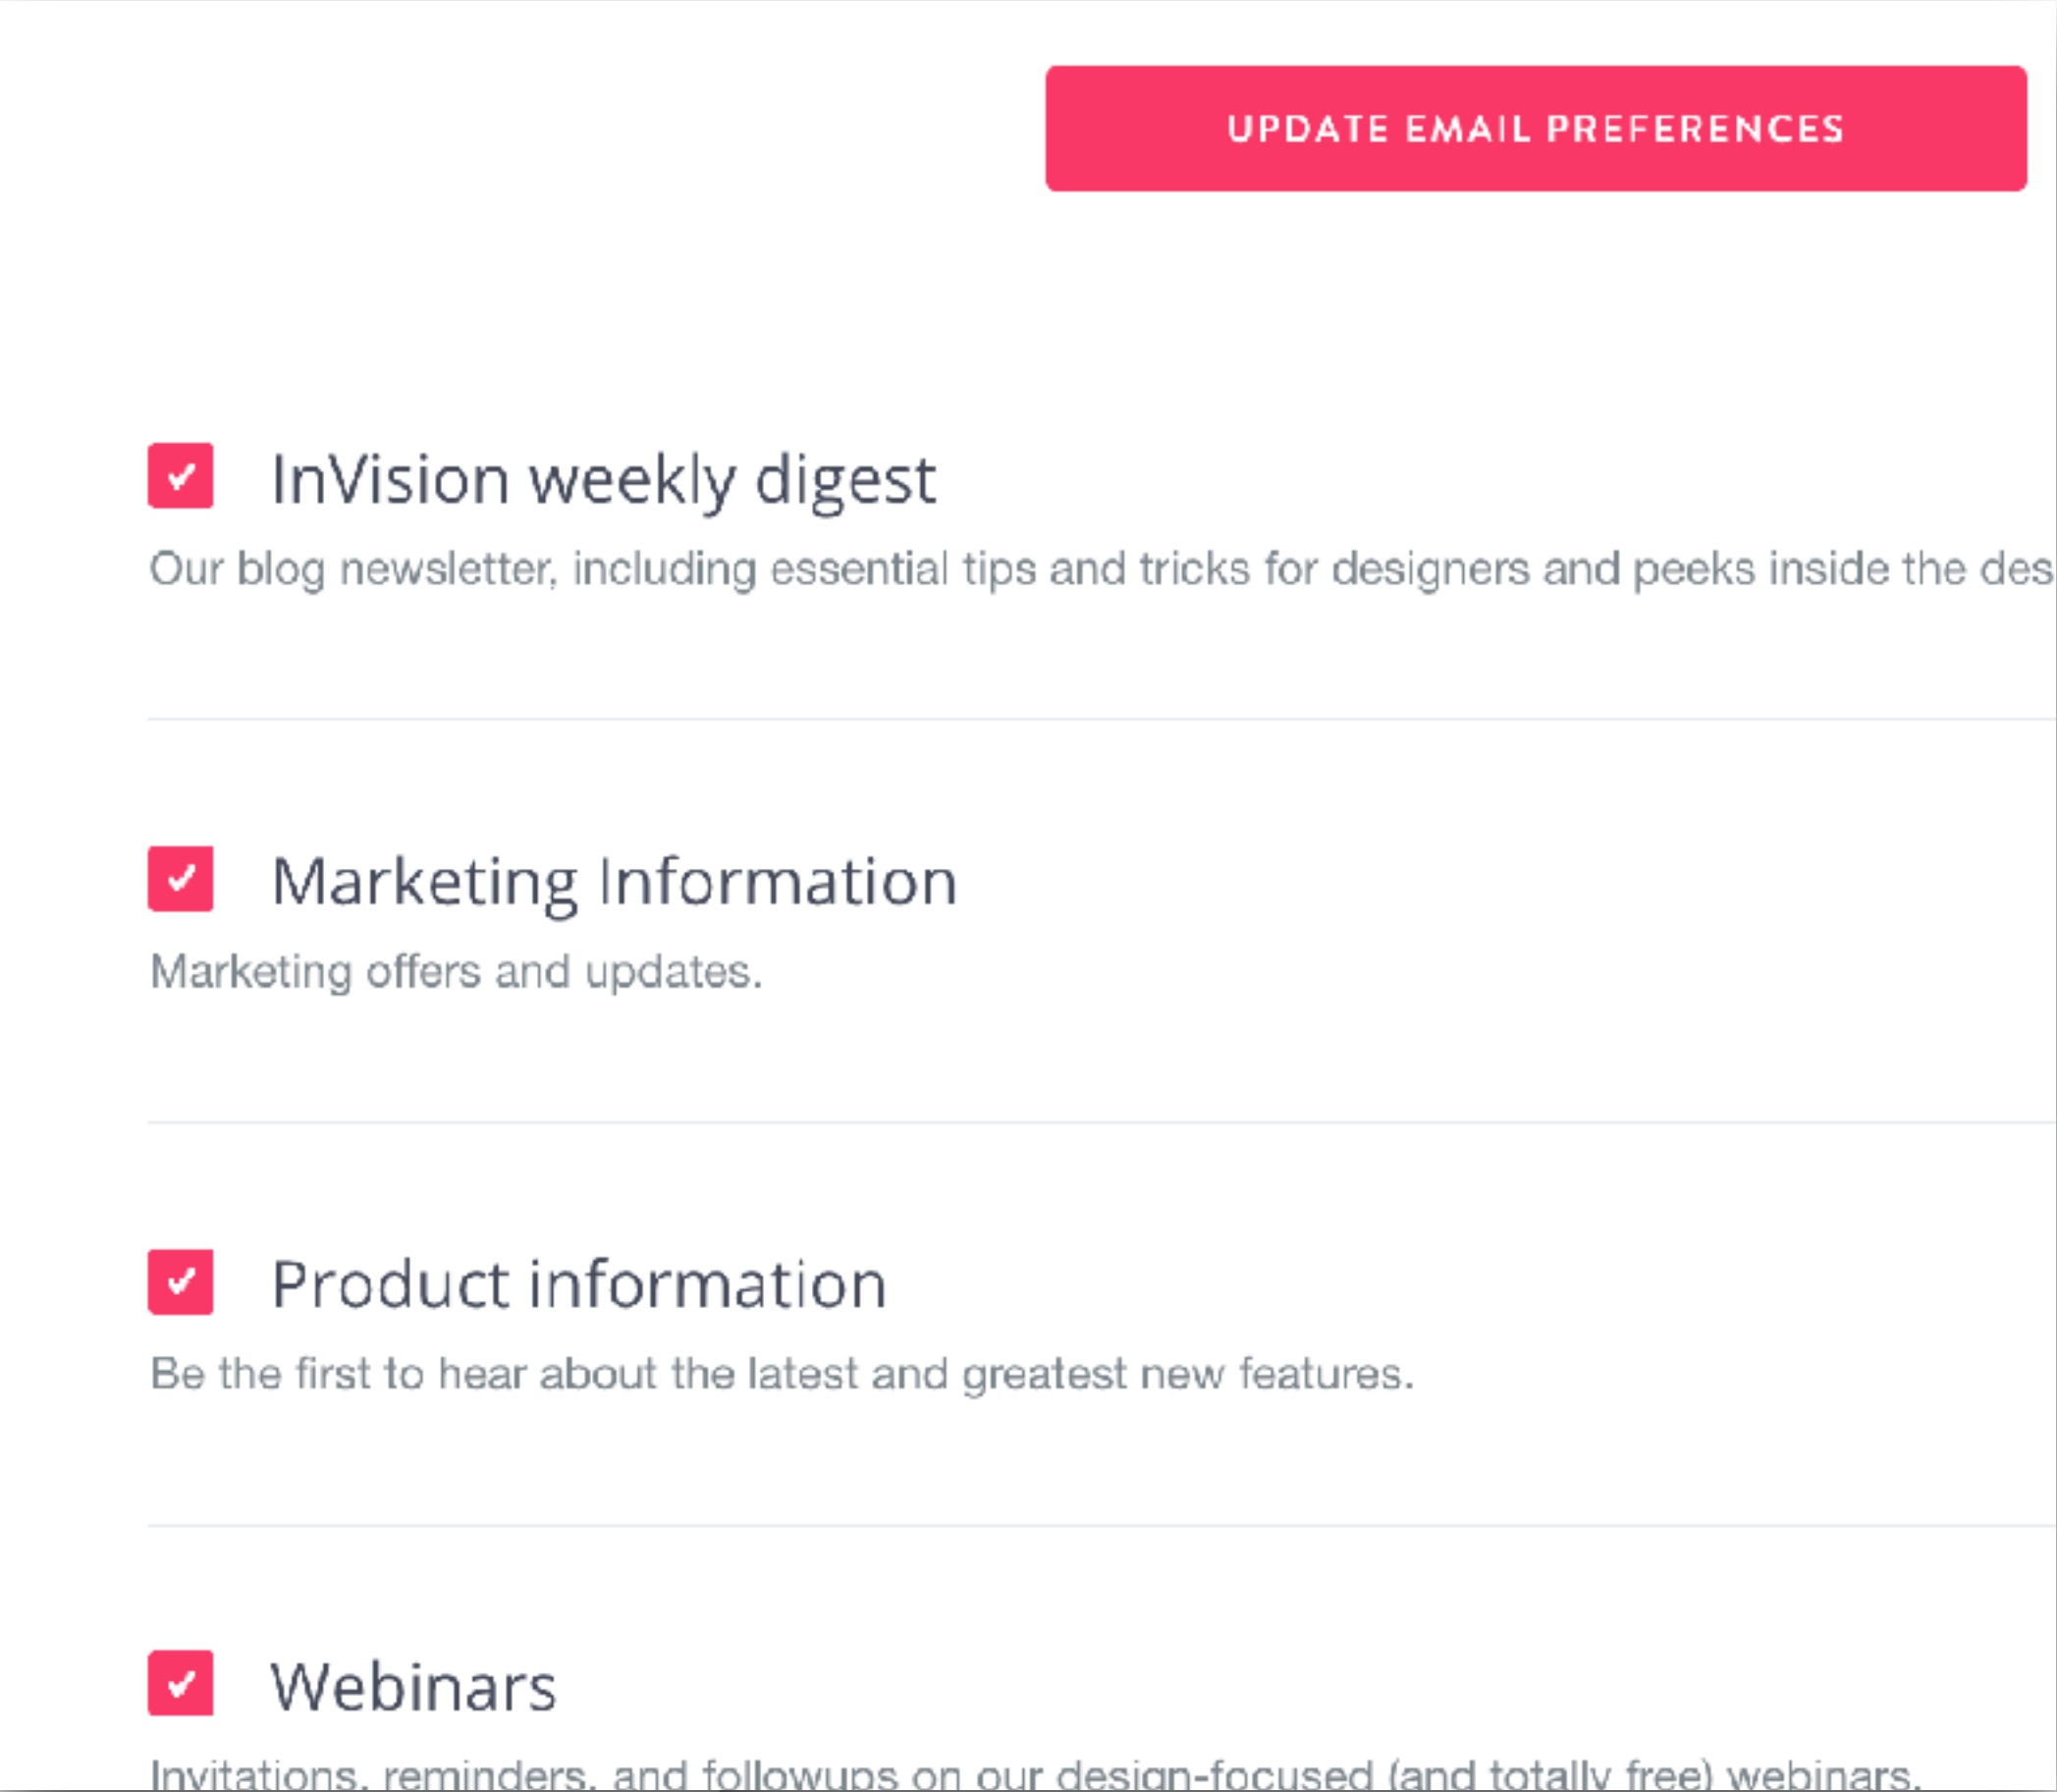 UPDATE EMAIL PREFERENCES
InVision weekly digest
Our blog newsletter, including essential tips and tricks for designers and peeks inside the des
Marketing Information
Marketing offers and updates.
Product information
Be the first to hear about the latest and greatest new features.
Webinars
Invitations, reminders, and followups on our design-focused (and totally free) webinars.